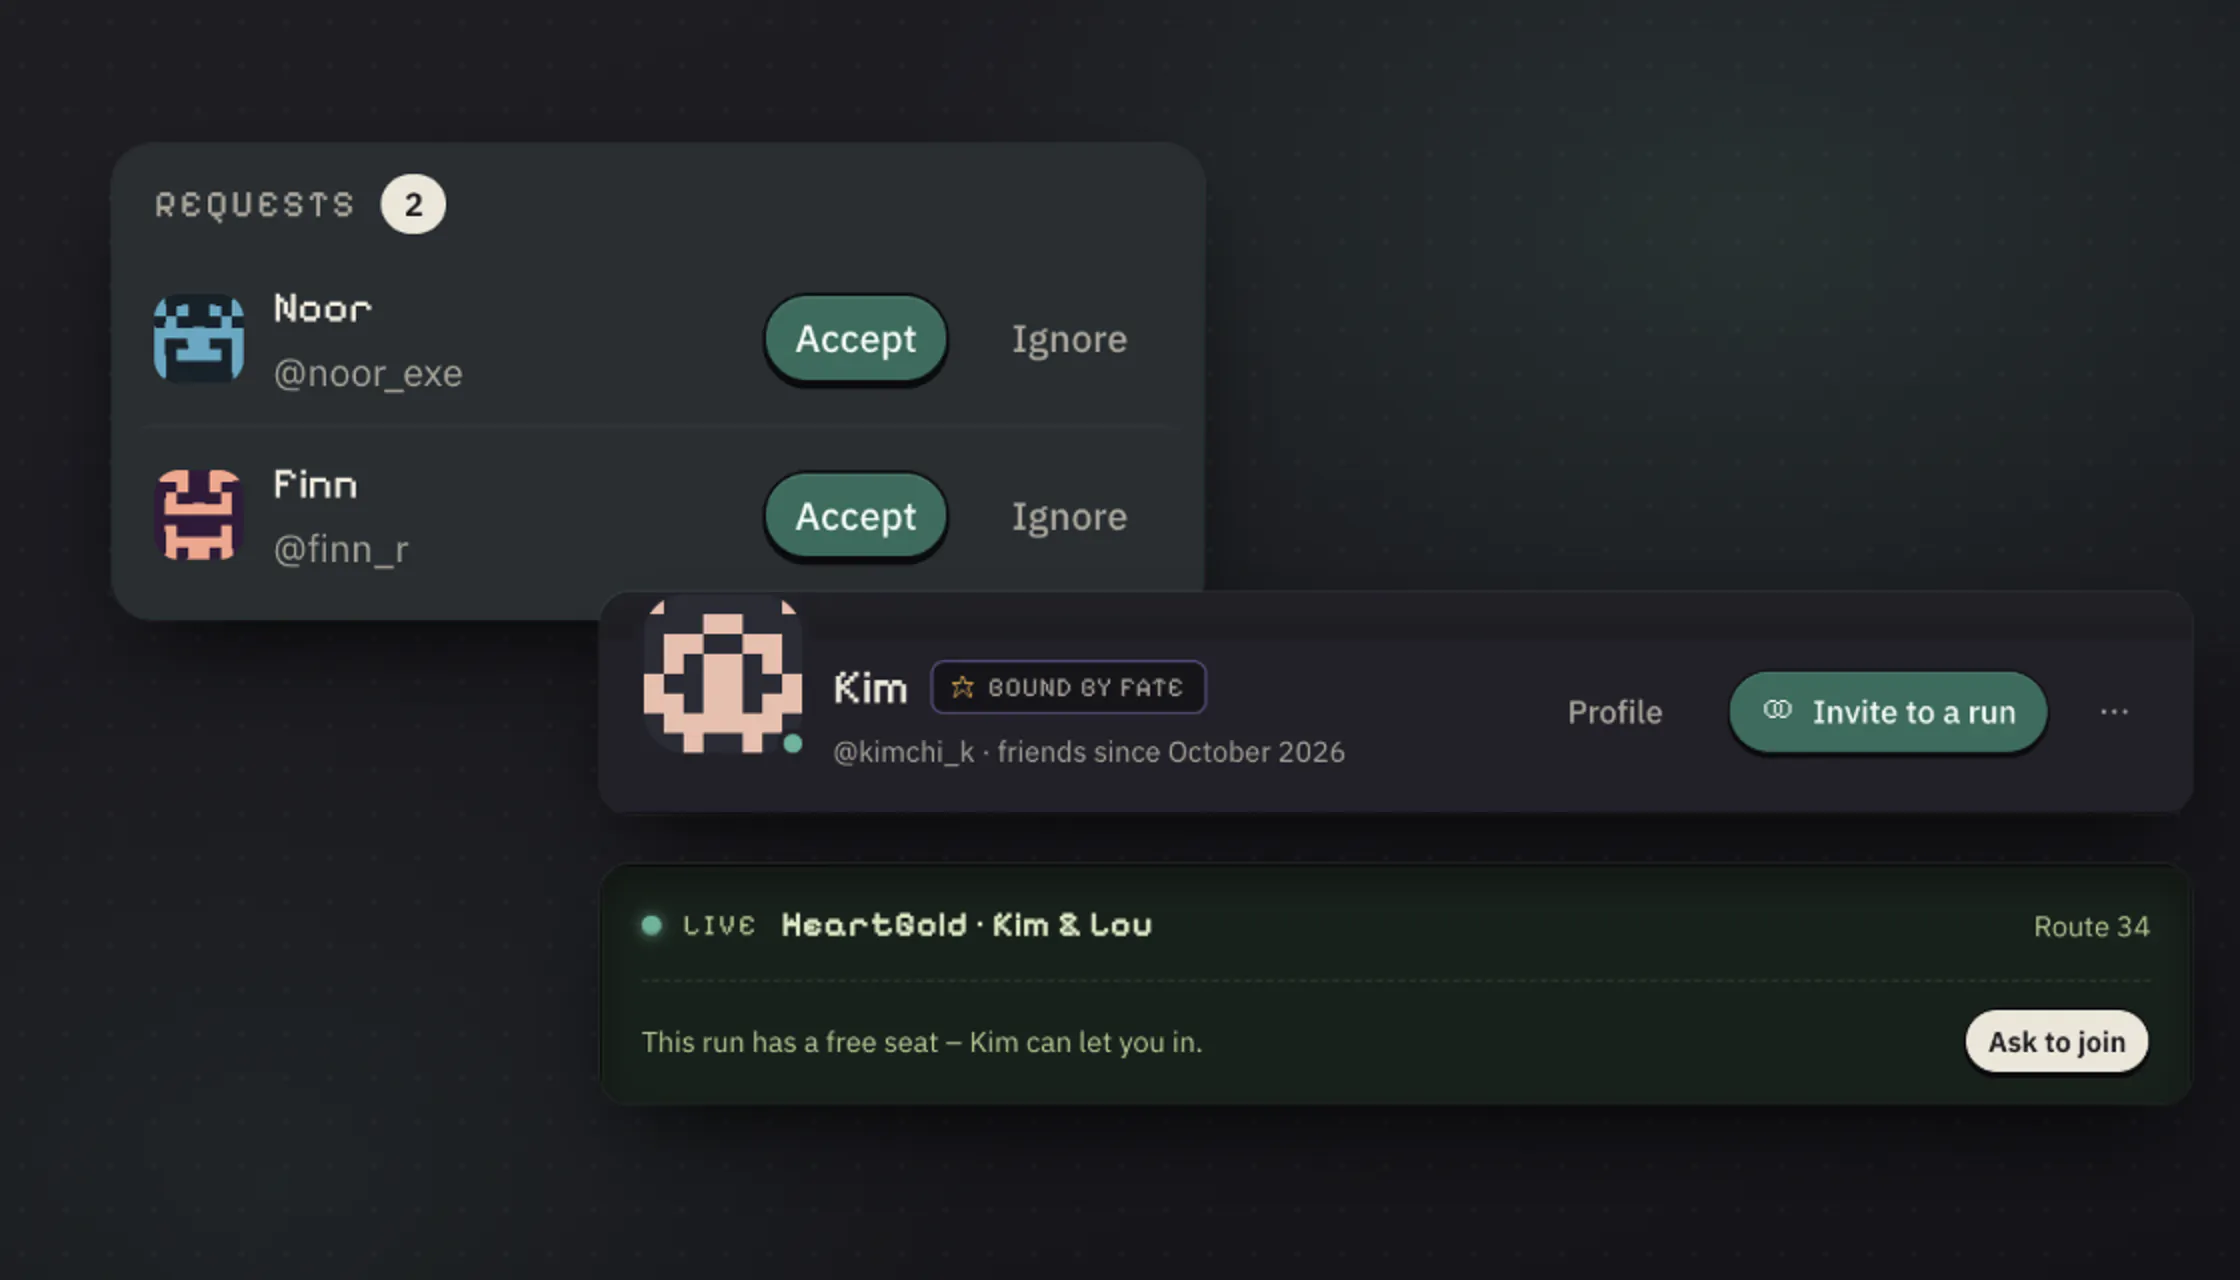 REQUESTS 2
Noor
@noor_exe
Accept
Ignore
Finn
@finn_r
Accept
Ignore
Kim
BOUND BY FATE
@kimchi_k · friends since October 2026
Profile
Invite to a run
···
LIVE HeartGold · Kim & Lou
Route 34
This run has a free seat – Kim can let you in.
Ask to join